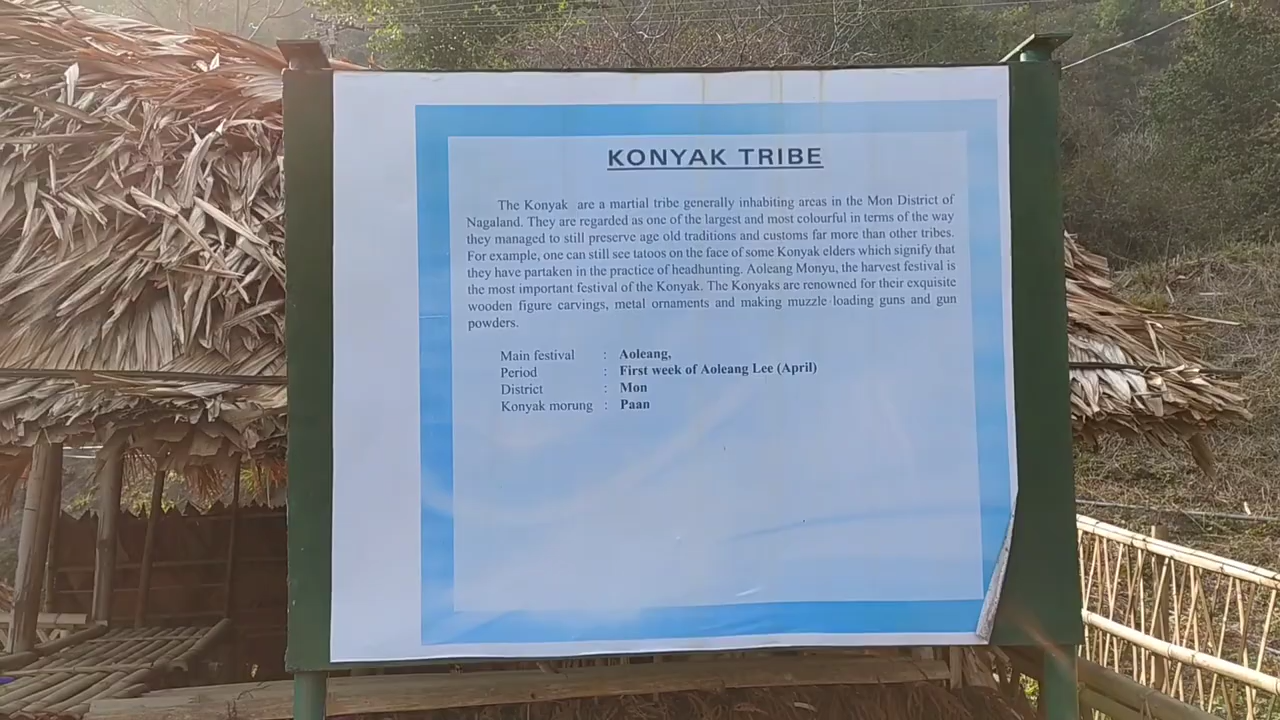 KONYAK TRIBE
The Konyak are a martial tribe generally inhabiting areas in the Mon District of
Nagaland. They are regarded as one of the largest and most colourful in terms of the way
they managed to still preserve age old traditions and customs far more than other tribes.
For example, one can still see tatoos on the face of some Konyak elders which signify that
they have partaken in the practice of headhunting. Aoleang Monyu, the harvest festival is
the most important festival of the Konyak. The Konyaks are renowned for their exquisite
wooden figure carvings, metal ornaments and making muzzle loading guns and gun
powders.
Main festival : Aoleang,
Period : First week of Aoleang Lee (April)
District : Mon
Konyak morung : Paan